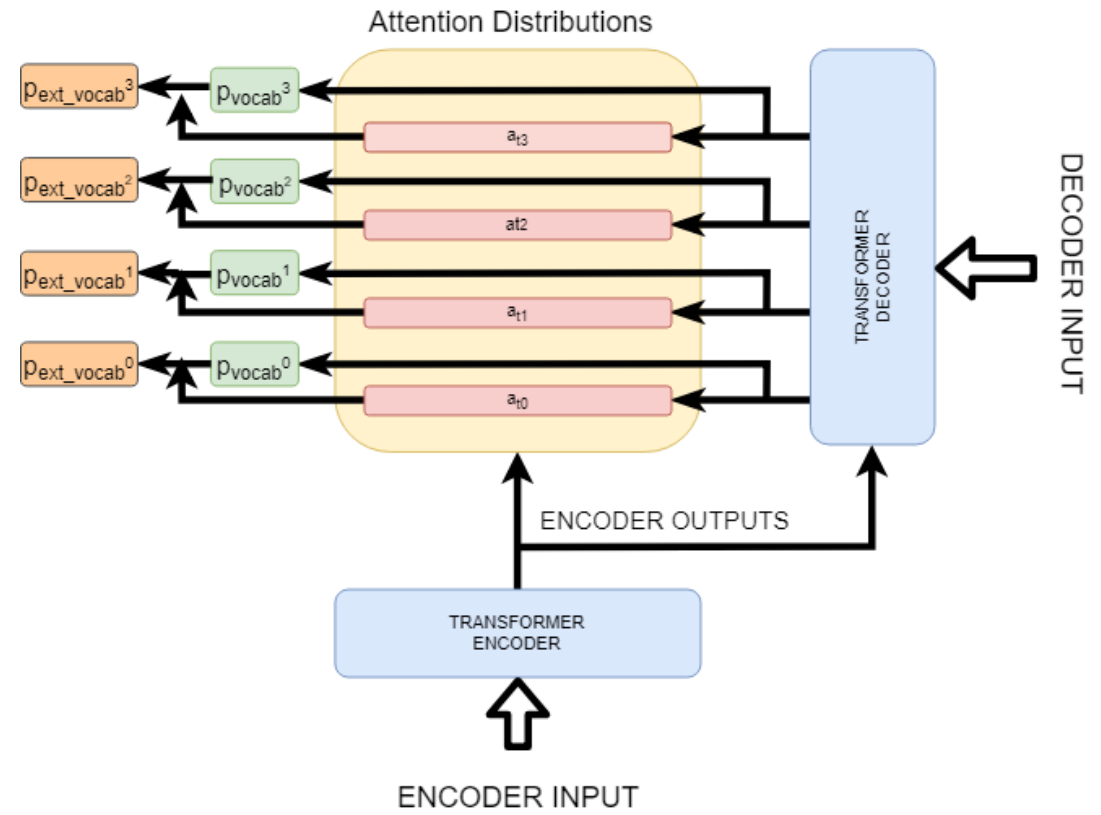 Attention Distributions
pext_vocab3
pvocab3
at3
pext_vocab2
pvocab2
at2
pext_vocab1
pvocab1
at1
pext_vocab0
pvocab0
at0
TRANSFORMER
DECODER
DECODER INPUT
ENCODER OUTPUTS
TRANSFORMER
ENCODER
ENCODER INPUT